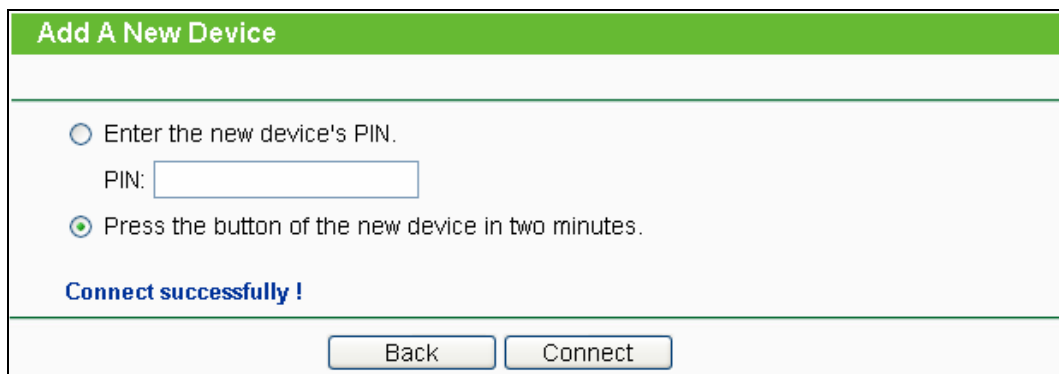 Add A New Device
Enter the new device's PIN.
PIN:
Press the button of the new device in two minutes.
Connect successfully !
Back Connect